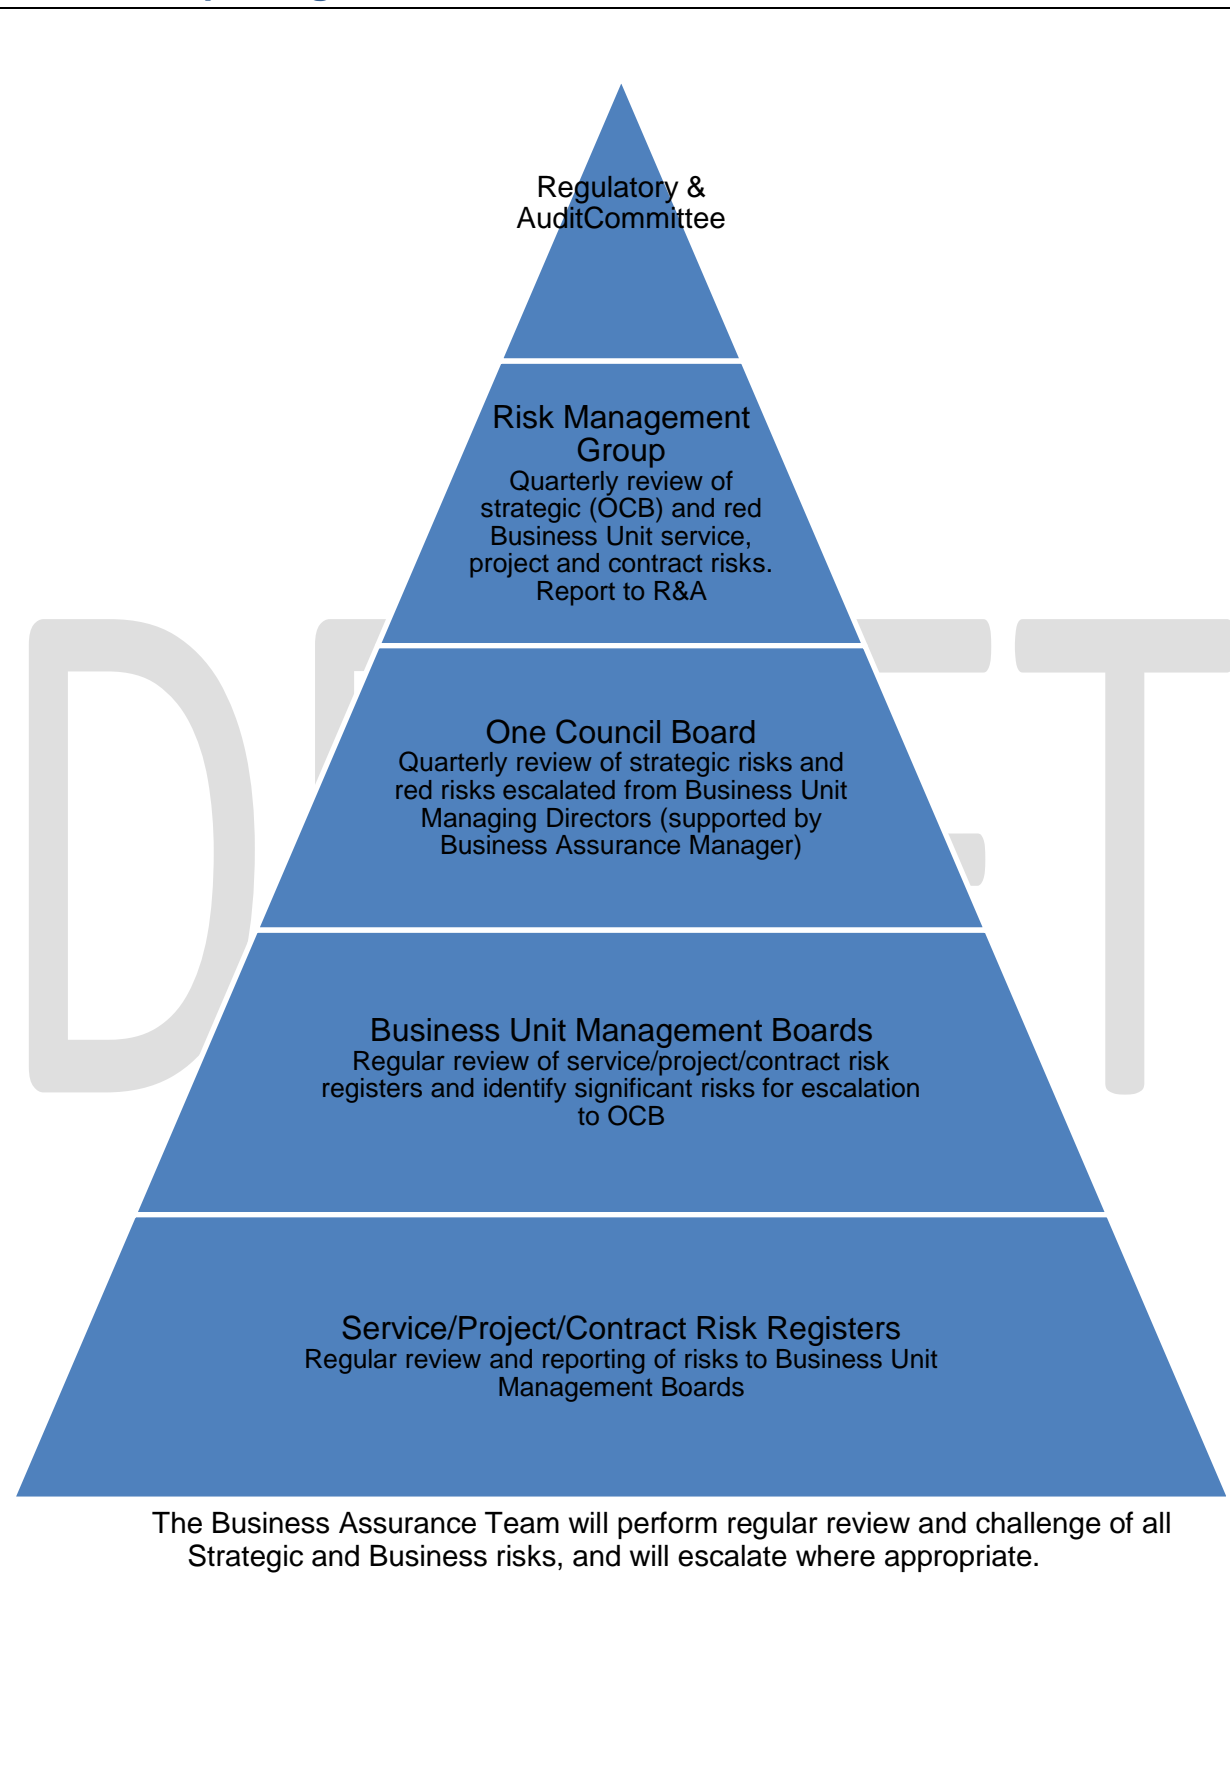 Regulatory &
AuditCommittee
Risk Management
Group
Quarterly review of
strategic (OCB) and red
Business Unit service,
project and contract risks.
Report to R&A
One Council Board
Quarterly review of strategic risks and
red risks escalated from Business Unit
Managing Directors (supported by
Business Assurance Manager)
Business Unit Management Boards
Regular review of service/project/contract risk
registers and identify significant risks for escalation
to OCB
Service/Project/Contract Risk Registers
Regular review and reporting of risks to Business Unit
Management Boards
The Business Assurance Team will perform regular review and challenge of all
Strategic and Business risks, and will escalate where appropriate.